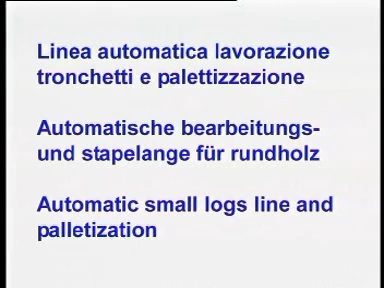 Linea automatica lavorazione
tronchetti e palettizzazione
Automatische bearbeitungs-
und stapelange für rundholz
Automatic small logs line and
palletization